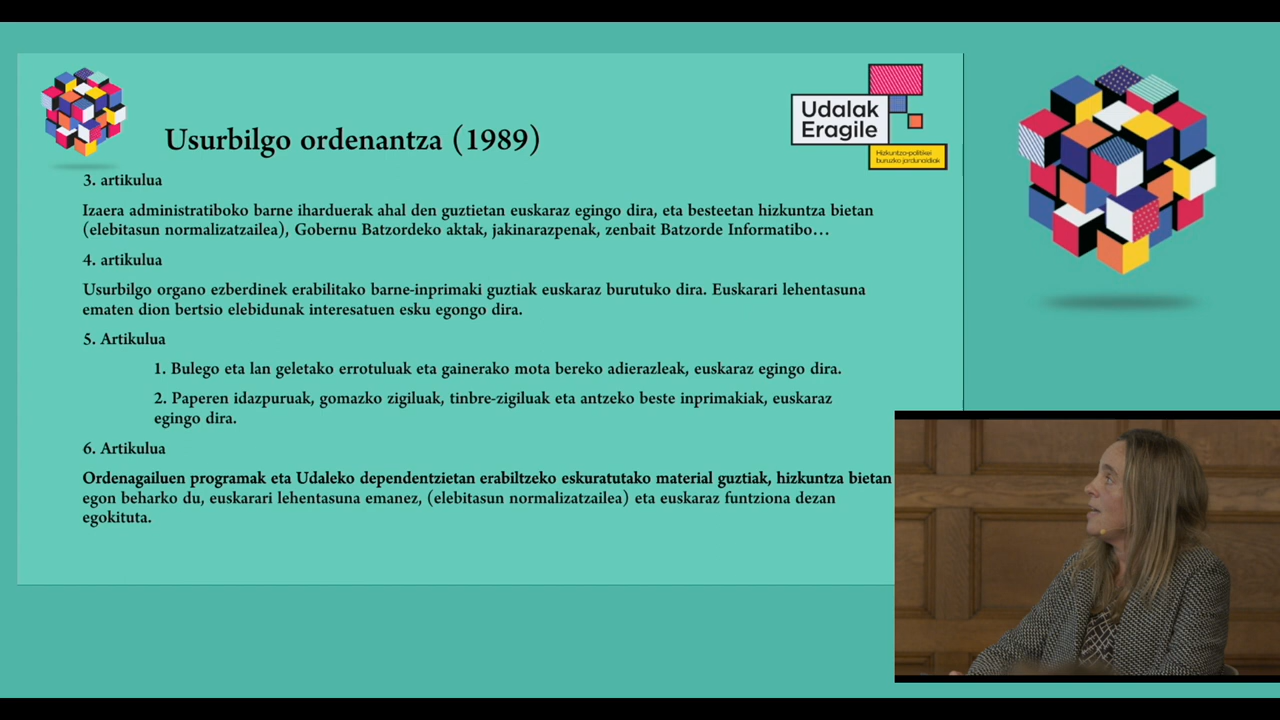 Usurbilgo ordenantza (1989)
Udalak
Eragile
Hizkuntza-politikei
buruzko jardunaldiak
3. artikulua
Izaera administratiboko barne iharduerak ahal den guztietan euskaraz egingo dira, eta besteetan hizkuntza bietan
(elebitasun normalizatzailea), Gobernu Batzordeko aktak, jakinarazpenak, zenbait Batzorde Informatibo…
4. artikulua
Usurbilgo organo ezberdinek erabilitako barne-inprimaki guztiak euskaraz burutuko dira. Euskarari lehentasuna
ematen dion bertsio elebidunak interesatuen esku egongo dira.
5. Artikulua
1. Bulego eta lan geletako errotuluak eta gainerako mota bereko adierazleak, euskaraz egingo dira.
2. Paperen idazpuruak, gomazko zigiluak, tinbre-zigiluak eta antzeko beste inprimakiak, euskaraz
egingo dira.
6. Artikulua
Ordenagailuen programak eta Udaleko dependentzietan erabiltzeko eskuratutako material guztiak, hizkuntza bietan
egon beharko du, euskarari lehentasuna emanez, (elebitasun normalizatzailea) eta euskaraz funtziona dezan
egokituta.